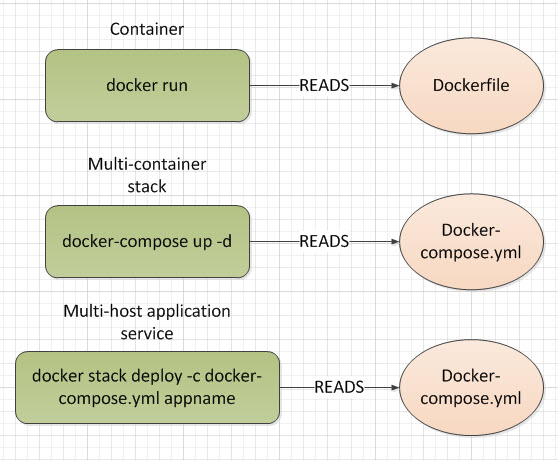 Container
docker run
READS
Dockerfile
Multi-container
stack
docker-compose up -d
READS
Docker-
compose.yml
Multi-host application
service
docker stack deploy -c docker-
compose.yml appname
READS
Docker-
compose.yml